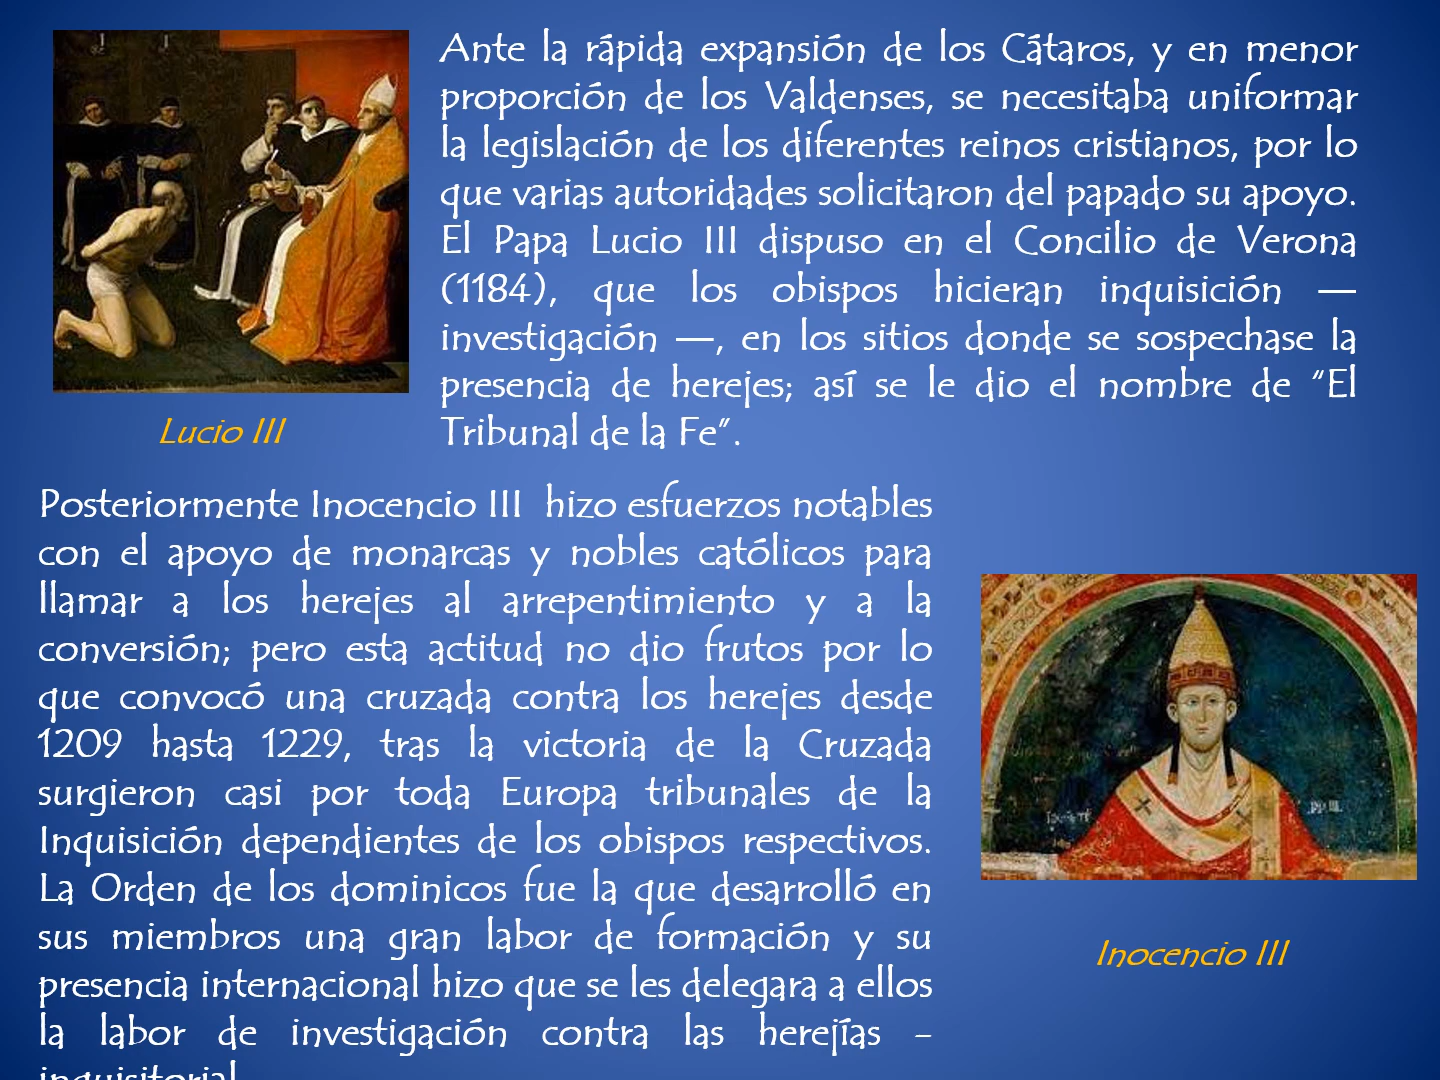 Ante la rápida expansión de los Cátaros, y en menor
proporción de los Valdenses, se necesitaba uniformar
la legislación de los diferentes reinos cristianos, por lo
que varias autoridades solicitaron del papado su apoyo.
El Papa Lucio III dispuso en el Concilio de Verona
(1184), que los obispos hicieran inquisición —
investigación —, en los sitios donde se sospechase la
presencia de herejes; así se le dio el nombre de “El
Tribunal de la Fe”.
Lucio III
Posteriormente Inocencio III hizo esfuerzos notables
con el apoyo de monarcas y nobles católicos para
llamar a los herejes al arrepentimiento y a la
conversión; pero esta actitud no dio frutos por lo
que convocó una cruzada contra los herejes desde
1209 hasta 1229, tras la victoria de la Cruzada
surgieron casi por toda Europa tribunales de la
Inquisición dependientes de los obispos respectivos.
La Orden de los dominicos fue la que desarrolló en
sus miembros una gran labor de formación y su
presencia internacional hizo que se les delegara a ellos
la labor de investigación contra las herejías –
inquisitorial
Inocencio III